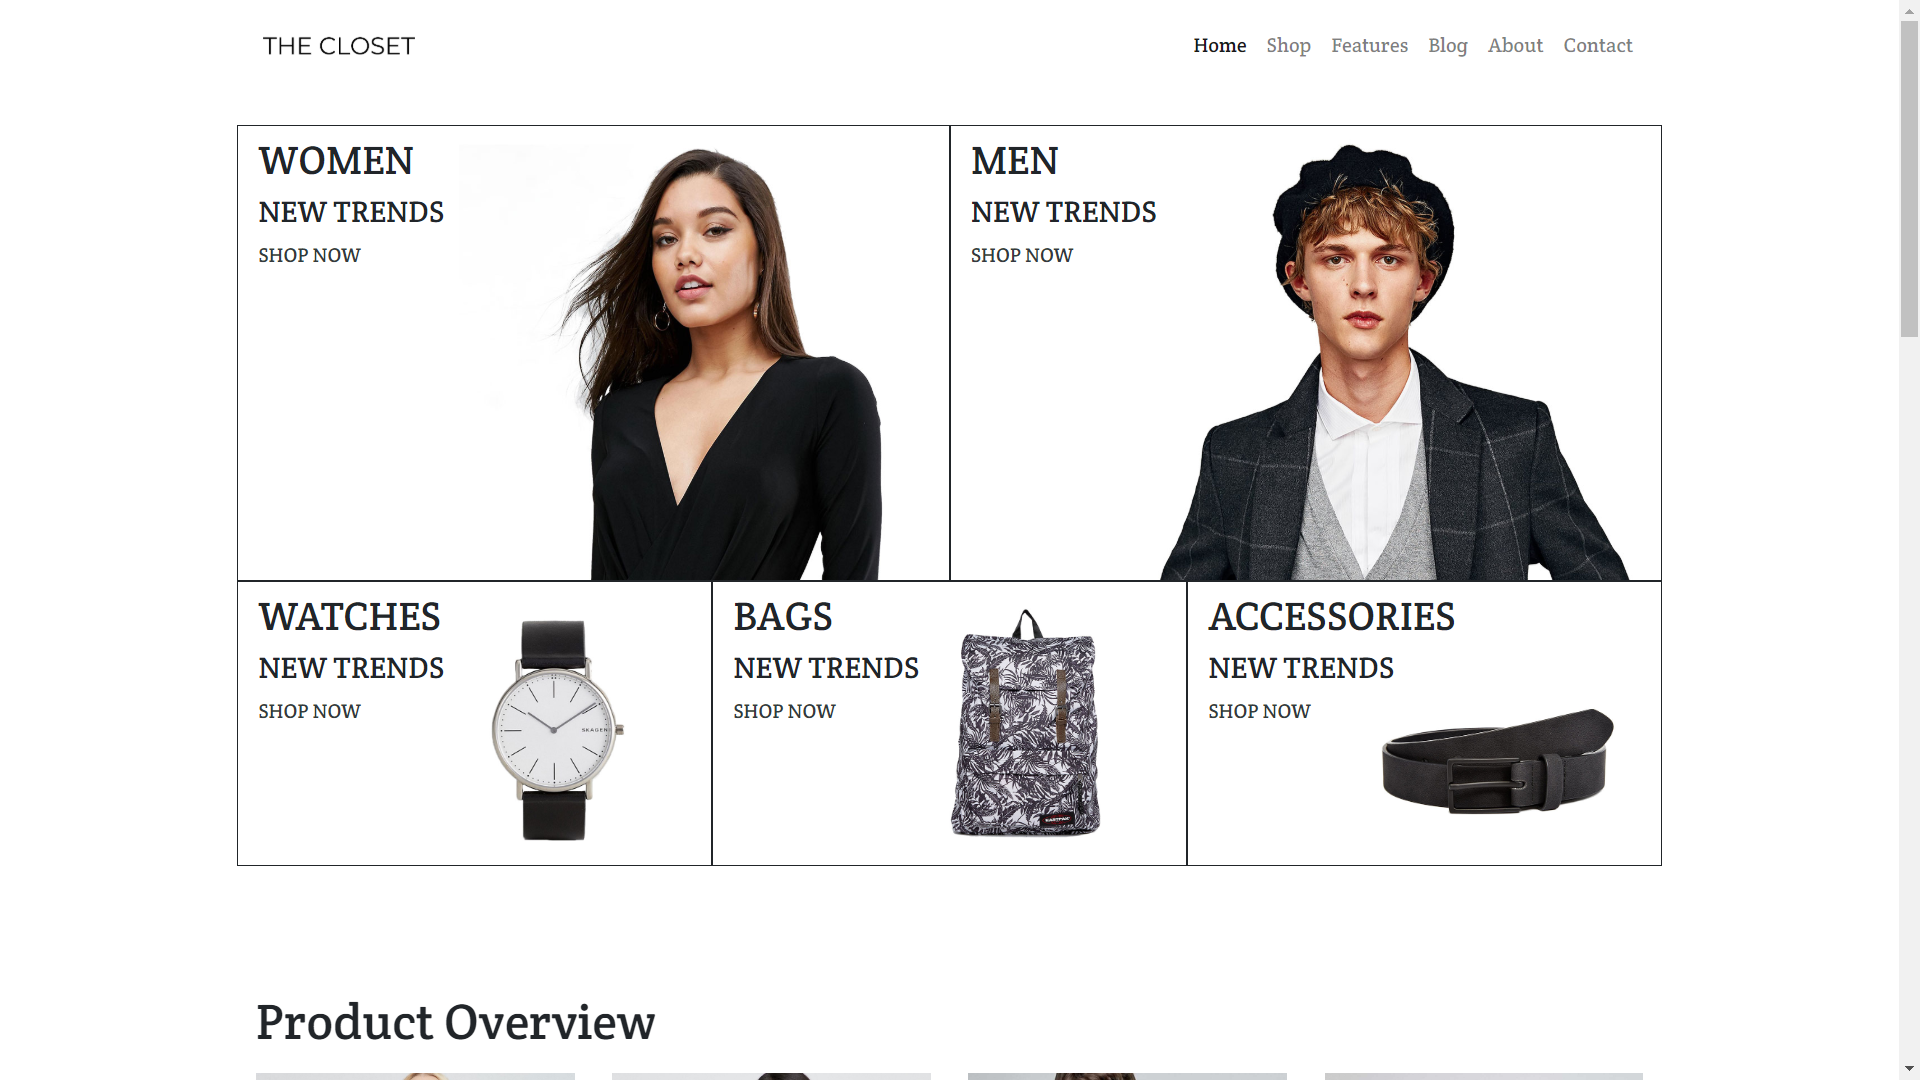 THE CLOSET
Home Shop Features Blog About Contact
WOMEN
NEW TRENDS
SHOP NOW
MEN
NEW TRENDS
SHOP NOW
WATCHES
NEW TRENDS
SHOP NOW
SKAGEN
BAGS
NEW TRENDS
SHOP NOW
EASTPAK
ACCESSORIES
NEW TRENDS
SHOP NOW
Product Overview